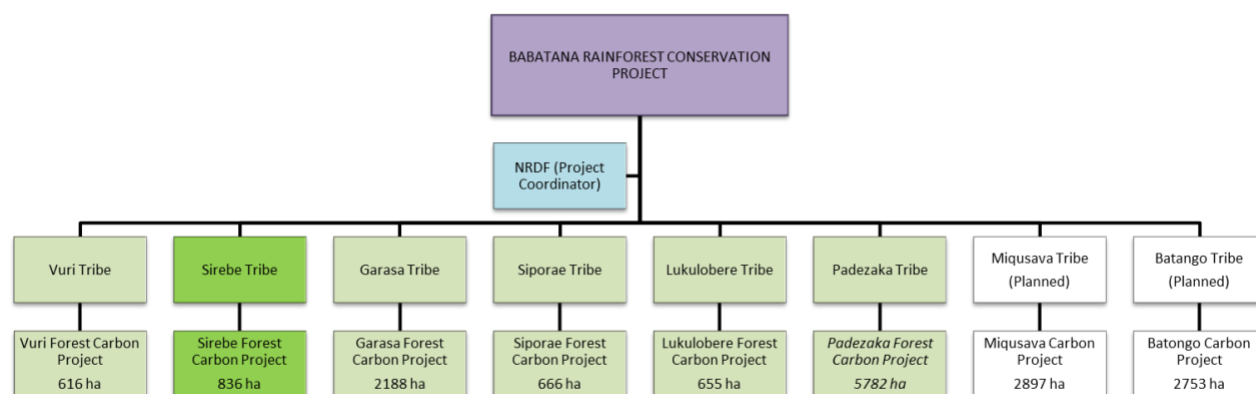 BABATANA RAINFOREST CONSERVATION
PROJECT
NRDF (Project
Coordinator)
Vuri Tribe
Sirebe Tribe
Garasa Tribe
Siporae Tribe
Lukulobere Tribe
Padezaka Tribe
Miqusava Tribe
(Planned)
Batango Tribe
(Planned)
Vuri Forest Carbon
Project
616 ha
Sirebe Forest
Carbon Project
836 ha
Garasa Forest
Carbon Project
2188 ha
Siporae Forest
Carbon Project
666 ha
Lukulobere Forest
Carbon Project
655 ha
Padezaka Forest
Carbon Project
5782 ha
Miqusava Carbon
Project
2897 ha
Batongo Carbon
Project
2753 ha